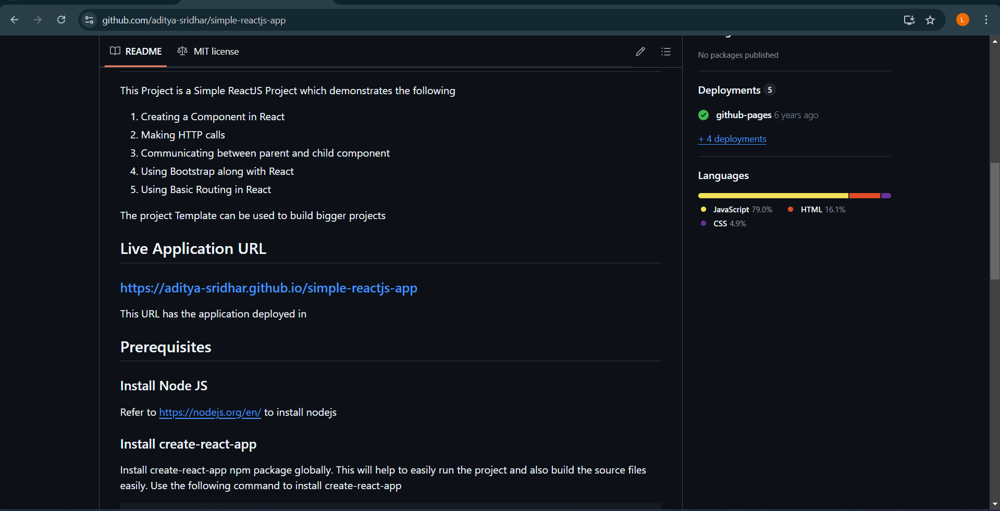 github.com/aditya-sridhar/simple-reactjs-app
L
README
MIT license
This Project is a Simple ReactJS Project which demonstrates the following
1. Creating a Component in React
2. Making HTTP calls
3. Communicating between parent and child component
4. Using Bootstrap along with React
5. Using Basic Routing in React
The project Template can be used to build bigger projects
Live Application URL
https://aditya-sridhar.github.io/simple-reactjs-app
This URL has the application deployed in
Prerequisites
Install Node JS
Refer to https://nodejs.org/en/ to install nodejs
Install create-react-app
Install create-react-app npm package globally. This will help to easily run the project and also build the source files
easily. Use the following command to install create-react-app
No packages published
Deployments 5
github-pages 6 years ago
+ 4 deployments
Languages
JavaScript 79.0% HTML 16.1%
CSS 4.9%